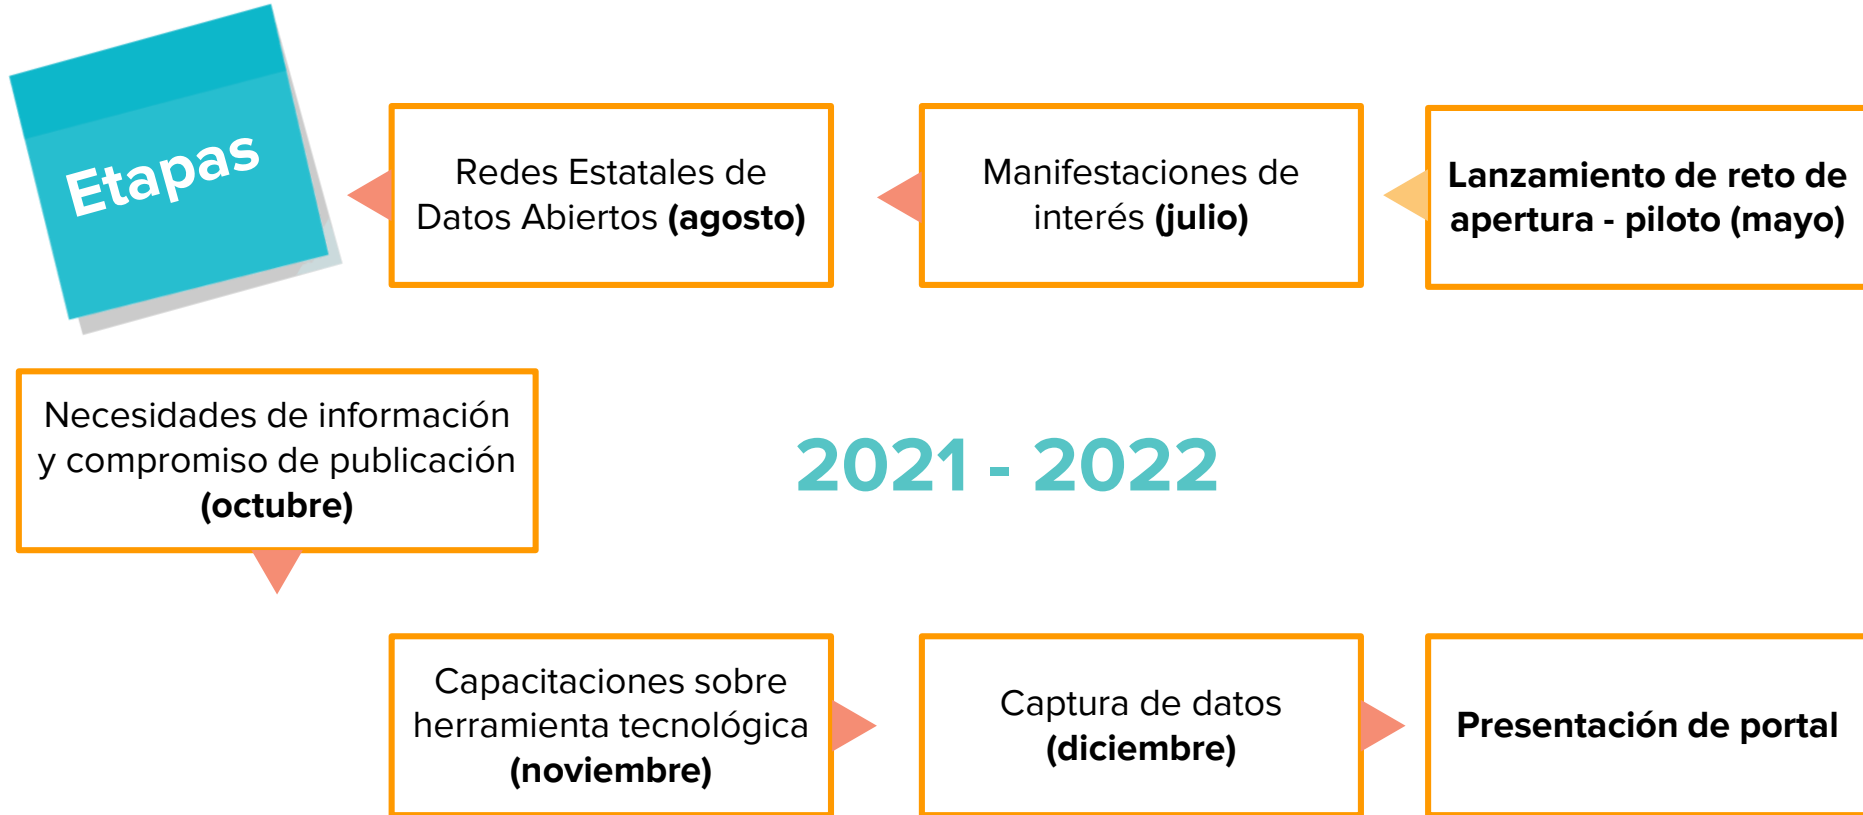 Etapas
Redes Estatales de
Datos Abiertos (agosto)
Manifestaciones de
interés (julio)
Lanzamiento de reto de
apertura - piloto (mayo)
Necesidades de información
y compromiso de publicación
(octubre)
2021 - 2022
Capacitaciones sobre
herramienta tecnológica
(noviembre)
Captura de datos
(diciembre)
Presentación de portal